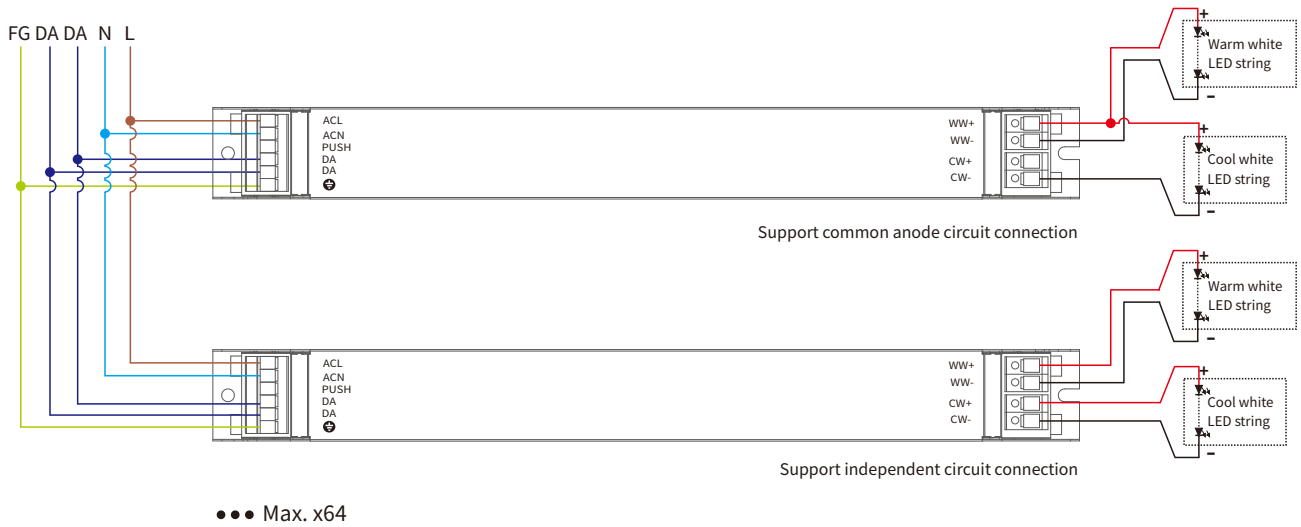 FG DA DA N L
ACL
ACN
PUSH
DA
DA
WW+
WW-
CW+
CW-
+
Warm white
LED string
-
+
Cool white
LED string
-
Support common anode circuit connection
ACL
ACN
PUSH
DA
DA
WW+
WW-
CW+
CW-
+
Warm white
LED string
-
+
Cool white
LED string
-
Support independent circuit connection
●●● Max. x64